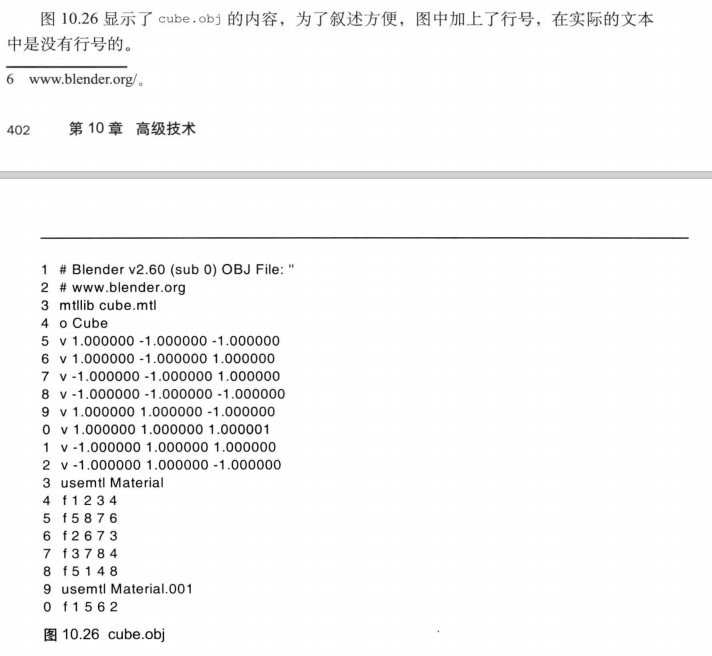 图 10.26 显示了 cube.obj 的内容，为了叙述方便，图中加上了行号，在实际的文本
中是没有行号的。
6 www.blender.org/。
402 第 10 章 高级技术
1 # Blender v2.60 (sub 0) OBJ File: ''
2 # www.blender.org
3 mtllib cube.mtl
4 o Cube
5 v 1.000000 -1.000000 -1.000000
6 v 1.000000 -1.000000 1.000000
7 v -1.000000 -1.000000 1.000000
8 v -1.000000 -1.000000 -1.000000
9 v 1.000000 1.000000 -1.000000
0 v 1.000000 1.000000 1.000001
1 v -1.000000 1.000000 1.000000
2 v -1.000000 1.000000 -1.000000
3 usemtl Material
4 f 1 2 3 4
5 f 5 8 7 6
6 f 2 6 7 3
7 f 3 7 8 4
8 f 5 1 4 8
9 usemtl Material.001
0 f 1 5 6 2
图 10.26 cube.obj